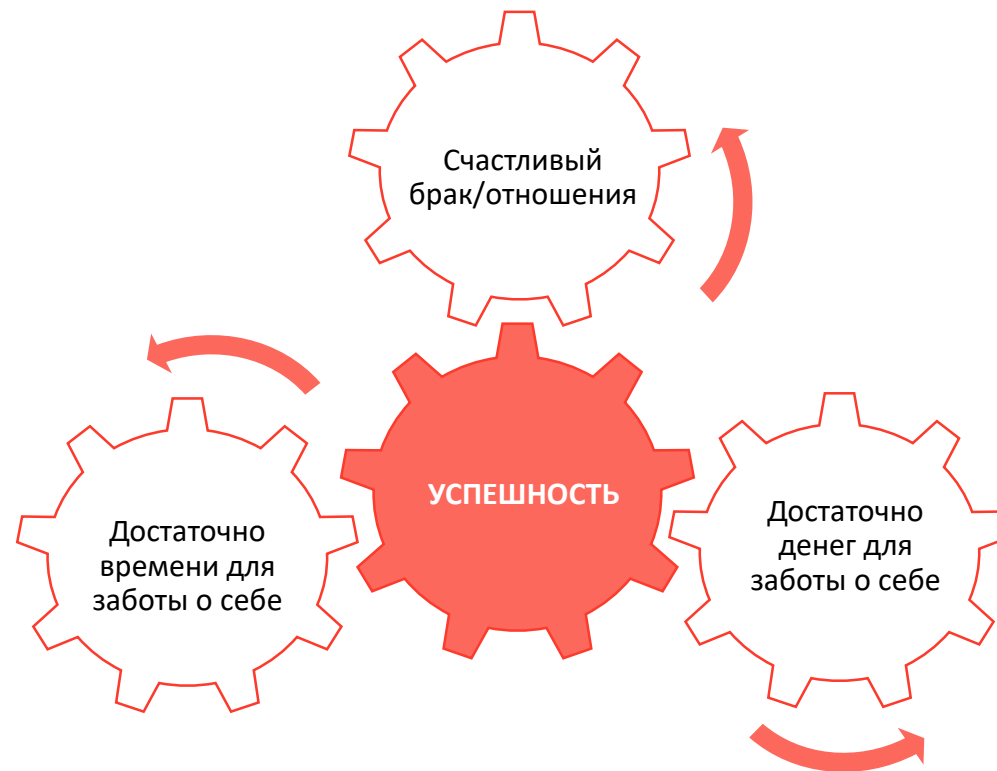 Счастливый
брак/отношения
УСПЕШНОСТЬ
Достаточно
времени для
заботы о себе
Достаточно
денег для
заботы о себе